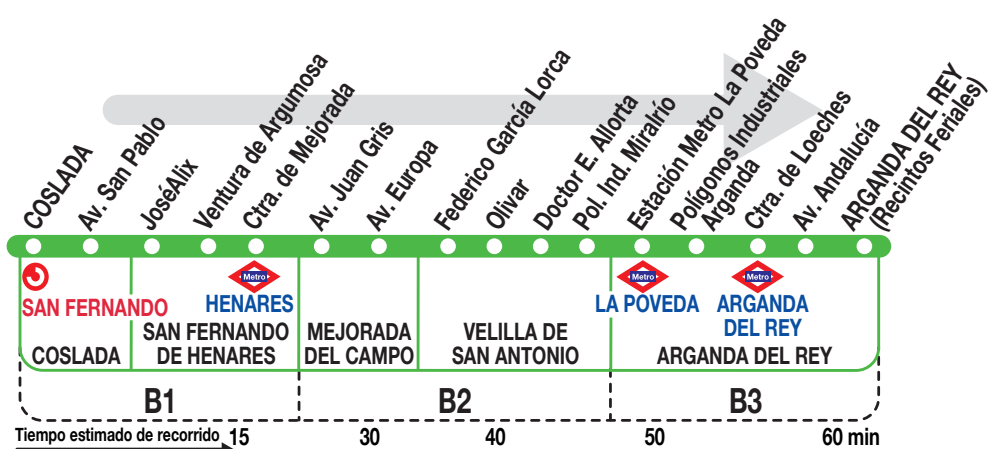 COSLADA
Av. San Pablo
JoséAlix
Ventura de Argumosa
Ctra. de Mejorada
Av. Juan Gris
Av. Europa
Federico García Lorca
Olivar
Doctor E. Allorta
Pol. Ind. Miralrío
Estación Metro La Poveda
Polígonos Industriales
Arganda
Ctra. de Loeches
Av. Andalucía
ARGANDA DEL REY
(Recintos Feriales)
Metro
Metro
Metro
SAN FERNANDO
HENARES
LA POVEDA
ARGANDA
DEL REY
COSLADA
SAN FERNANDO
DE HENARES
MEJORADA
DEL CAMPO
VELILLA DE
SAN ANTONIO
ARGANDA DEL REY
B1
B2
B3
Tiempo estimado de recorrido 15 30 40 50 60 min